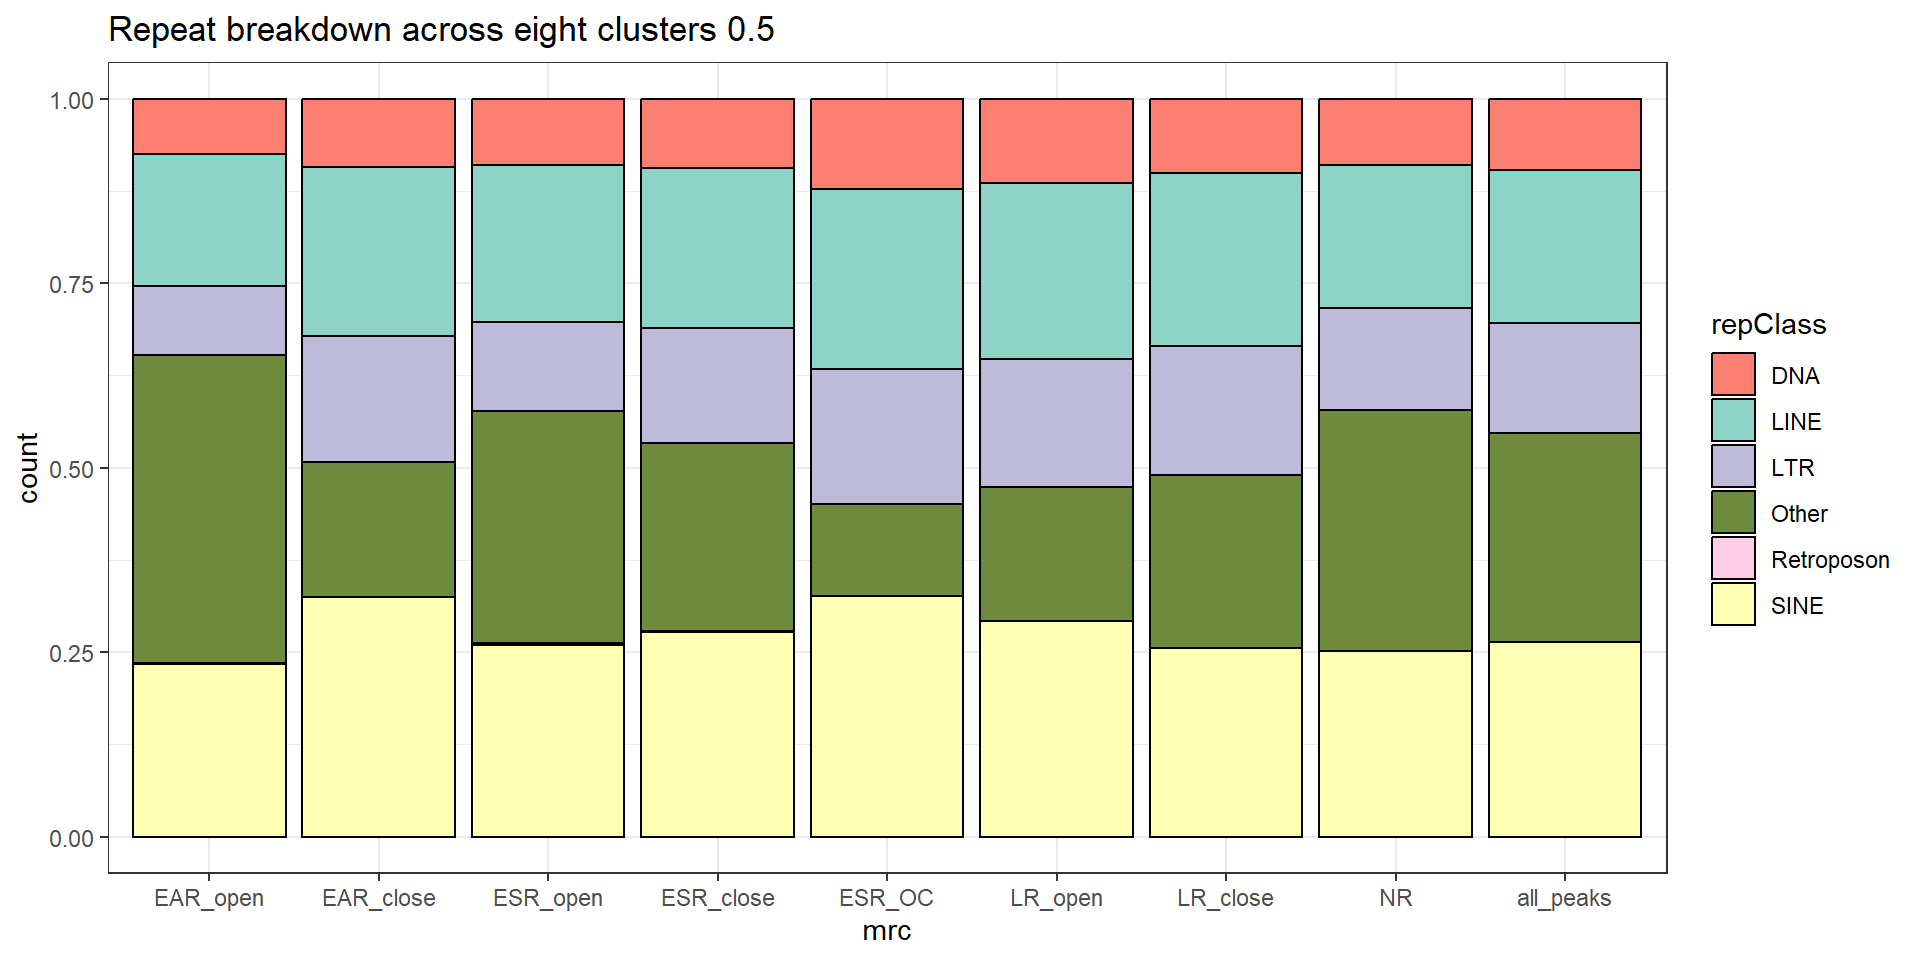 Repeat breakdown across eight clusters 0.5
1.00
0.75
0.50
0.25
0.00
count
EAR_open EAR_close ESR_open ESR_close ESR_OC LR_open LR_close NR all_peaks
mrc
repClass
DNA
LINE
LTR
Other
Retroposon
SINE